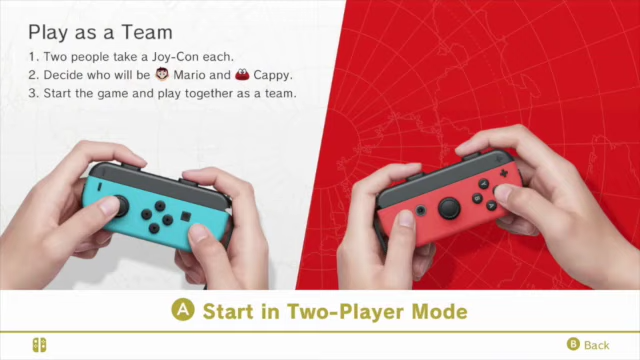 Play as a Team
1. Two people take a Joy-Con each.
2. Decide who will be Mario and Cappy.
3. Start the game and play together as a team.
A Start in Two-Player Mode
B Back